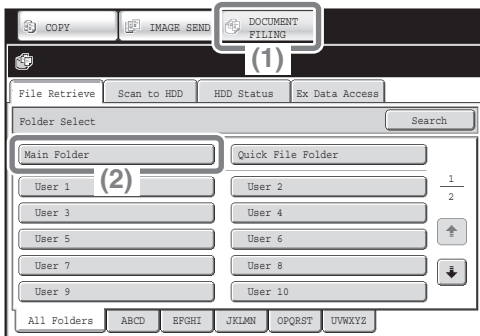 COPY IMAGE SEND DOCUMENT
FILING
(1)
File Retrieve Scan to HDD HDD Status Ex Data Access
Folder Select Search
Main Folder Quick File Folder
(2)
User 1 User 2
1
2
User 3 User 4
User 5 User 6
User 7 User 8
User 9 User 10
All Folders ABCD EFGHI JKLMN OPQRST UVWXYZ